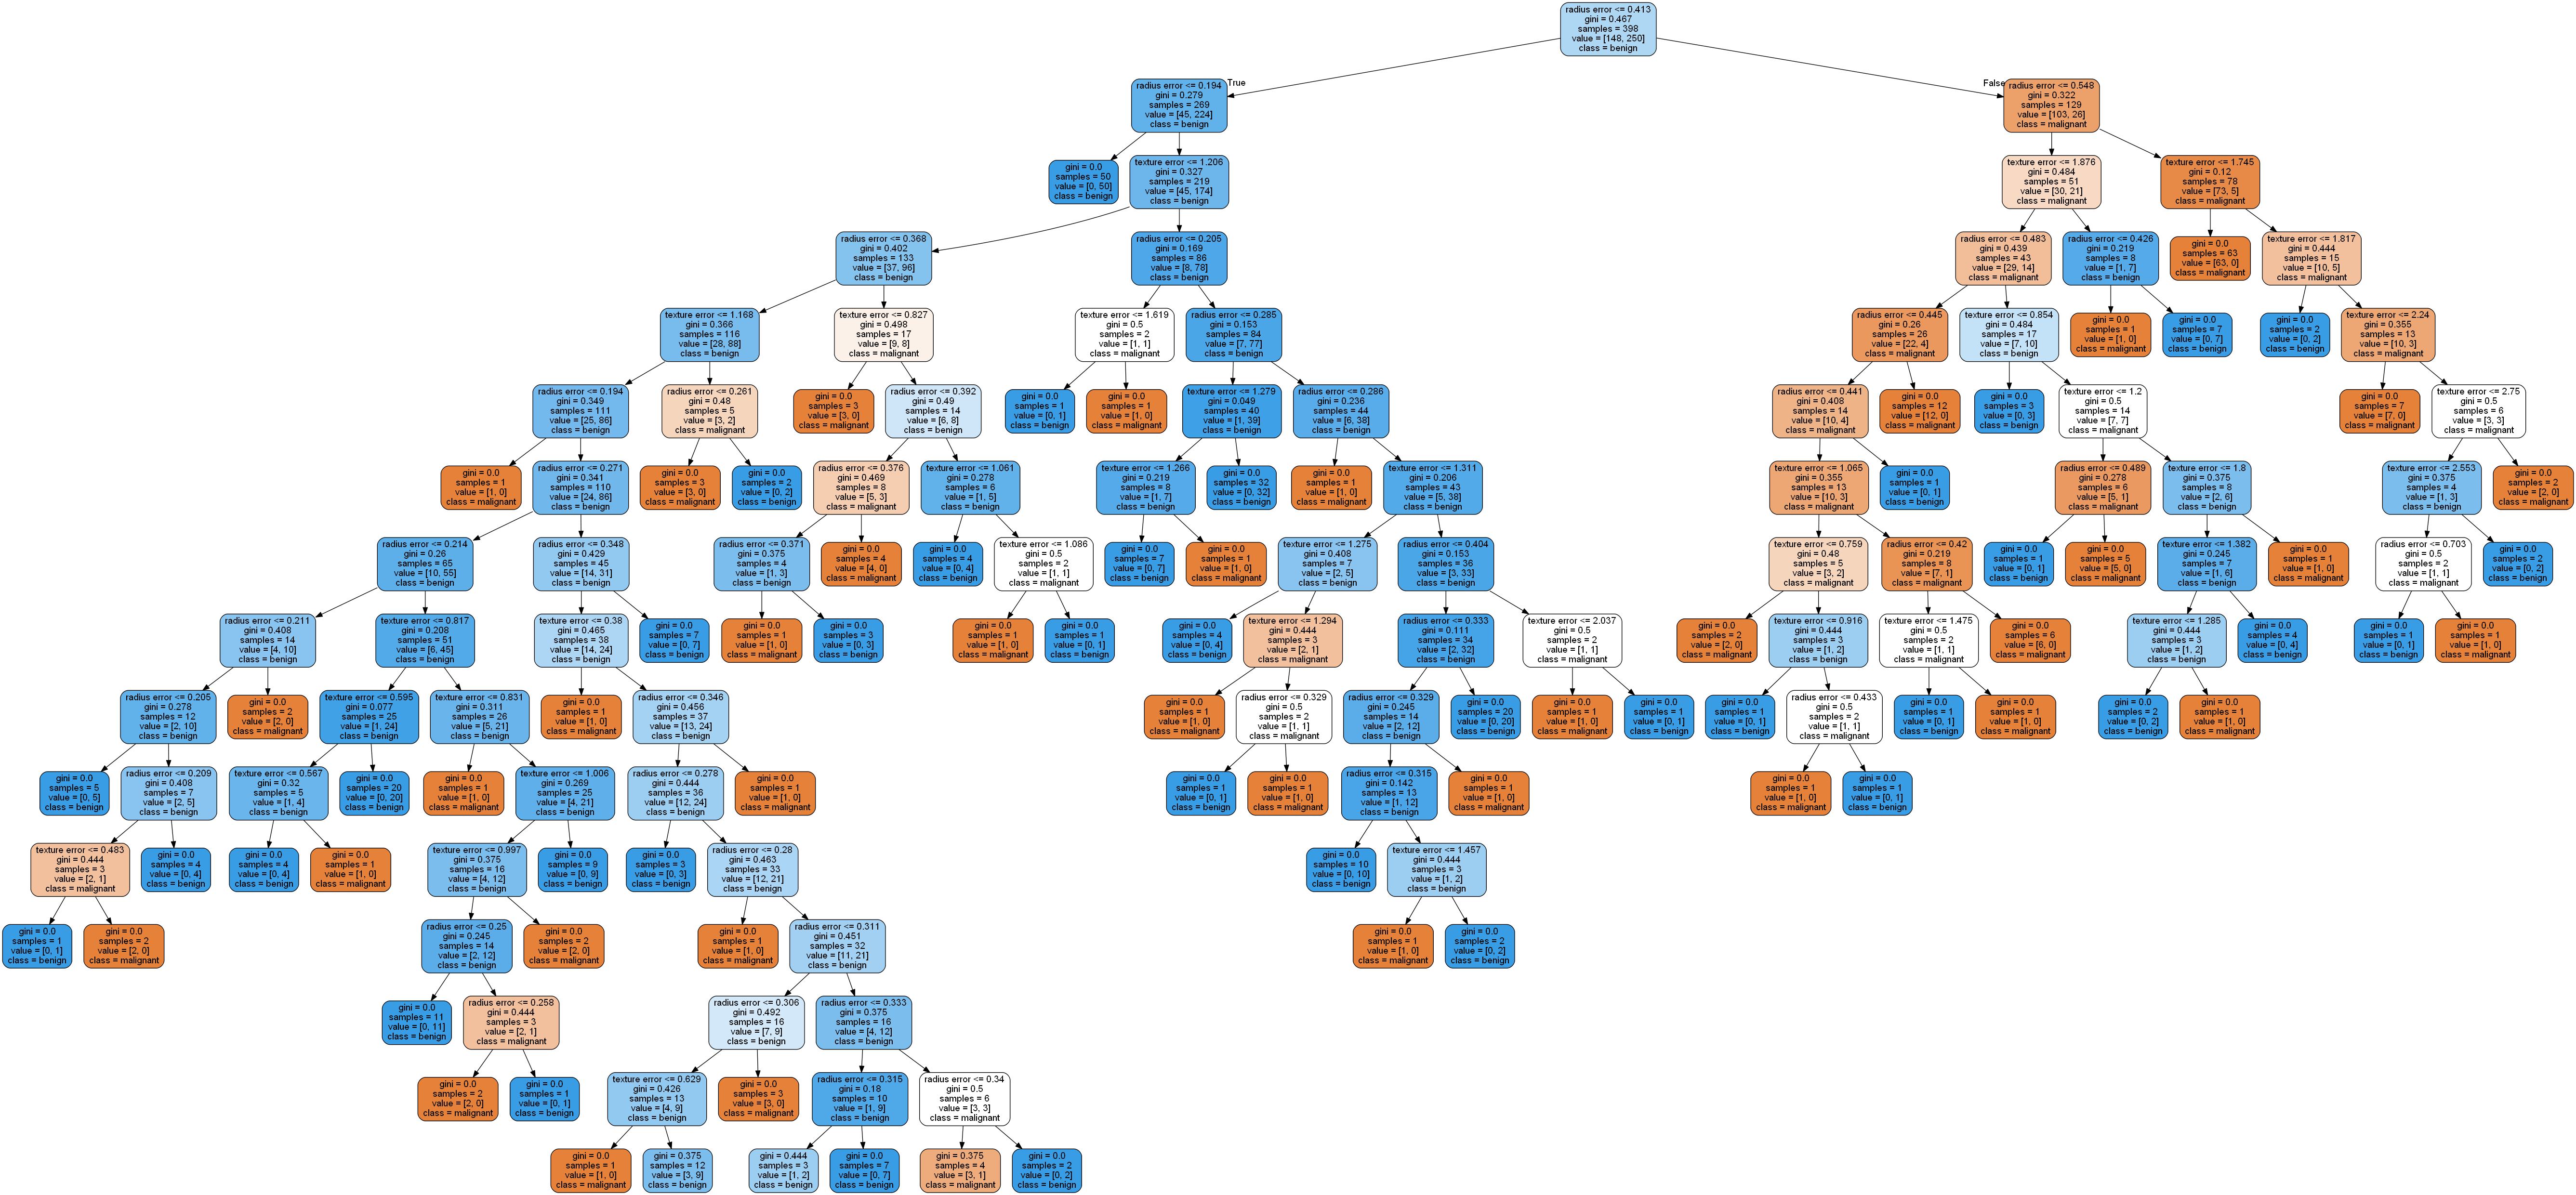 radius error <= 0.413
gini = 0.467
samples = 398
value = [148, 250]
class = benign
True
False
radius error <= 0.194
gini = 0.279
samples = 269
value = [45, 224]
class = benign
radius error <= 0.548
gini = 0.322
samples = 129
value = [103, 26]
class = malignant
gini = 0.0
samples = 50
value = [0, 50]
class = benign
texture error <= 1.206
gini = 0.327
samples = 219
value = [45, 174]
class = benign
texture error <= 1.876
gini = 0.484
samples = 51
value = [30, 21]
class = malignant
texture error <= 1.745
gini = 0.12
samples = 78
value = [73, 5]
class = malignant
radius error <= 0.368
gini = 0.402
samples = 133
value = [37, 96]
class = benign
radius error <= 0.205
gini = 0.169
samples = 86
value = [8, 78]
class = benign
radius error <= 0.483
gini = 0.439
samples = 43
value = [29, 14]
class = malignant
radius error <= 0.426
gini = 0.219
samples = 8
value = [1, 7]
class = benign
gini = 0.0
samples = 63
value = [63, 0]
class = malignant
texture error <= 1.817
gini = 0.444
samples = 15
value = [10, 5]
class = malignant
texture error <= 1.168
gini = 0.366
samples = 116
value = [28, 88]
class = benign
texture error <= 0.827
gini = 0.498
samples = 17
value = [9, 8]
class = malignant
texture error <= 1.619
gini = 0.5
samples = 2
value = [1, 1]
class = malignant
radius error <= 0.285
gini = 0.153
samples = 84
value = [7, 77]
class = benign
radius error <= 0.445
gini = 0.26
samples = 26
value = [22, 4]
class = malignant
texture error <= 0.854
gini = 0.484
samples = 17
value = [7, 10]
class = benign
gini = 0.0
samples = 1
value = [1, 0]
class = malignant
gini = 0.0
samples = 7
value = [0, 7]
class = benign
gini = 0.0
samples = 2
value = [0, 2]
class = benign
texture error <= 2.24
gini = 0.355
samples = 13
value = [10, 3]
class = malignant
radius error <= 0.194
gini = 0.349
samples = 111
value = [25, 86]
class = benign
radius error <= 0.261
gini = 0.48
samples = 5
value = [3, 2]
class = malignant
gini = 0.0
samples = 3
value = [3, 0]
class = malignant
radius error <= 0.392
gini = 0.49
samples = 14
value = [6, 8]
class = benign
gini = 0.0
samples = 1
value = [0, 1]
class = benign
gini = 0.0
samples = 1
value = [1, 0]
class = malignant
texture error <= 1.279
gini = 0.049
samples = 40
value = [1, 39]
class = benign
radius error <= 0.286
gini = 0.236
samples = 44
value = [6, 38]
class = benign
radius error <= 0.441
gini = 0.408
samples = 14
value = [10, 4]
class = malignant
gini = 0.0
samples = 12
value = [12, 0]
class = malignant
gini = 0.0
samples = 3
value = [0, 3]
class = benign
texture error <= 1.2
gini = 0.5
samples = 14
value = [7, 7]
class = malignant
gini = 0.0
samples = 7
value = [7, 0]
class = malignant
texture error <= 2.75
gini = 0.5
samples = 6
value = [3, 3]
class = malignant
gini = 0.0
samples = 1
value = [1, 0]
class = malignant
radius error <= 0.271
gini = 0.341
samples = 110
value = [24, 86]
class = benign
gini = 0.0
samples = 3
value = [3, 0]
class = malignant
gini = 0.0
samples = 2
value = [0, 2]
class = benign
radius error <= 0.376
gini = 0.469
samples = 8
value = [5, 3]
class = malignant
texture error <= 1.061
gini = 0.278
samples = 6
value = [1, 5]
class = benign
texture error <= 1.266
gini = 0.219
samples = 8
value = [1, 7]
class = benign
gini = 0.0
samples = 32
value = [0, 32]
class = benign
gini = 0.0
samples = 1
value = [1, 0]
class = malignant
texture error <= 1.311
gini = 0.206
samples = 43
value = [5, 38]
class = benign
texture error <= 1.065
gini = 0.355
samples = 13
value = [10, 3]
class = malignant
gini = 0.0
samples = 1
value = [0, 1]
class = benign
radius error <= 0.489
gini = 0.278
samples = 6
value = [5, 1]
class = malignant
texture error <= 1.8
gini = 0.375
samples = 8
value = [2, 6]
class = benign
texture error <= 2.553
gini = 0.375
samples = 4
value = [1, 3]
class = benign
gini = 0.0
samples = 2
value = [2, 0]
class = malignant
radius error <= 0.214
gini = 0.26
samples = 65
value = [10, 55]
class = benign
radius error <= 0.348
gini = 0.429
samples = 45
value = [14, 31]
class = benign
radius error <= 0.371
gini = 0.375
samples = 4
value = [1, 3]
class = benign
gini = 0.0
samples = 4
value = [4, 0]
class = malignant
gini = 0.0
samples = 4
value = [0, 4]
class = benign
texture error <= 1.086
gini = 0.5
samples = 2
value = [1, 1]
class = malignant
gini = 0.0
samples = 7
value = [0, 7]
class = benign
gini = 0.0
samples = 1
value = [1, 0]
class = malignant
texture error <= 1.275
gini = 0.408
samples = 7
value = [2, 5]
class = benign
radius error <= 0.404
gini = 0.153
samples = 36
value = [3, 33]
class = benign
texture error <= 0.759
gini = 0.48
samples = 5
value = [3, 2]
class = malignant
radius error <= 0.42
gini = 0.219
samples = 8
value = [7, 1]
class = malignant
gini = 0.0
samples = 1
value = [0, 1]
class = benign
gini = 0.0
samples = 5
value = [5, 0]
class = malignant
texture error <= 1.382
gini = 0.245
samples = 7
value = [1, 6]
class = benign
gini = 0.0
samples = 1
value = [1, 0]
class = malignant
radius error <= 0.703
gini = 0.5
samples = 2
value = [1, 1]
class = malignant
gini = 0.0
samples = 2
value = [0, 2]
class = benign
radius error <= 0.211
gini = 0.408
samples = 14
value = [4, 10]
class = benign
texture error <= 0.817
gini = 0.208
samples = 51
value = [6, 45]
class = benign
texture error <= 0.38
gini = 0.465
samples = 38
value = [14, 24]
class = benign
gini = 0.0
samples = 7
value = [0, 7]
class = benign
gini = 0.0
samples = 1
value = [1, 0]
class = malignant
gini = 0.0
samples = 3
value = [0, 3]
class = benign
gini = 0.0
samples = 1
value = [1, 0]
class = malignant
gini = 0.0
samples = 1
value = [0, 1]
class = benign
gini = 0.0
samples = 4
value = [0, 4]
class = benign
texture error <= 1.294
gini = 0.444
samples = 3
value = [2, 1]
class = malignant
radius error <= 0.333
gini = 0.111
samples = 34
value = [2, 32]
class = benign
texture error <= 2.037
gini = 0.5
samples = 2
value = [1, 1]
class = malignant
gini = 0.0
samples = 2
value = [2, 0]
class = malignant
texture error <= 0.916
gini = 0.444
samples = 3
value = [1, 2]
class = benign
texture error <= 1.475
gini = 0.5
samples = 2
value = [1, 1]
class = malignant
gini = 0.0
samples = 6
value = [6, 0]
class = malignant
texture error <= 1.285
gini = 0.444
samples = 3
value = [1, 2]
class = benign
gini = 0.0
samples = 4
value = [0, 4]
class = benign
gini = 0.0
samples = 1
value = [0, 1]
class = benign
gini = 0.0
samples = 1
value = [1, 0]
class = malignant
radius error <= 0.205
gini = 0.278
samples = 12
value = [2, 10]
class = benign
gini = 0.0
samples = 2
value = [2, 0]
class = malignant
texture error <= 0.595
gini = 0.077
samples = 25
value = [1, 24]
class = benign
texture error <= 0.831
gini = 0.311
samples = 26
value = [5, 21]
class = benign
gini = 0.0
samples = 1
value = [1, 0]
class = malignant
radius error <= 0.346
gini = 0.456
samples = 37
value = [13, 24]
class = benign
gini = 0.0
samples = 1
value = [1, 0]
class = malignant
radius error <= 0.329
gini = 0.5
samples = 2
value = [1, 1]
class = malignant
radius error <= 0.329
gini = 0.245
samples = 14
value = [2, 12]
class = benign
gini = 0.0
samples = 20
value = [0, 20]
class = benign
gini = 0.0
samples = 1
value = [1, 0]
class = malignant
gini = 0.0
samples = 1
value = [0, 1]
class = benign
gini = 0.0
samples = 1
value = [0, 1]
class = benign
radius error <= 0.433
gini = 0.5
samples = 2
value = [1, 1]
class = malignant
gini = 0.0
samples = 1
value = [0, 1]
class = benign
gini = 0.0
samples = 1
value = [1, 0]
class = malignant
gini = 0.0
samples = 2
value = [0, 2]
class = benign
gini = 0.0
samples = 1
value = [1, 0]
class = malignant
gini = 0.0
samples = 5
value = [0, 5]
class = benign
radius error <= 0.209
gini = 0.408
samples = 7
value = [2, 5]
class = benign
texture error <= 0.567
gini = 0.32
samples = 5
value = [1, 4]
class = benign
gini = 0.0
samples = 20
value = [0, 20]
class = benign
gini = 0.0
samples = 1
value = [1, 0]
class = malignant
texture error <= 1.006
gini = 0.269
samples = 25
value = [4, 21]
class = benign
radius error <= 0.278
gini = 0.444
samples = 36
value = [12, 24]
class = benign
gini = 0.0
samples = 1
value = [1, 0]
class = malignant
gini = 0.0
samples = 1
value = [0, 1]
class = benign
gini = 0.0
samples = 1
value = [1, 0]
class = malignant
radius error <= 0.315
gini = 0.142
samples = 13
value = [1, 12]
class = benign
gini = 0.0
samples = 1
value = [1, 0]
class = malignant
gini = 0.0
samples = 1
value = [1, 0]
class = malignant
gini = 0.0
samples = 1
value = [0, 1]
class = benign
texture error <= 0.483
gini = 0.444
samples = 3
value = [2, 1]
class = malignant
gini = 0.0
samples = 4
value = [0, 4]
class = benign
gini = 0.0
samples = 4
value = [0, 4]
class = benign
gini = 0.0
samples = 1
value = [1, 0]
class = malignant
texture error <= 0.997
gini = 0.375
samples = 16
value = [4, 12]
class = benign
gini = 0.0
samples = 9
value = [0, 9]
class = benign
gini = 0.0
samples = 3
value = [0, 3]
class = benign
radius error <= 0.28
gini = 0.463
samples = 33
value = [12, 21]
class = benign
gini = 0.0
samples = 10
value = [0, 10]
class = benign
texture error <= 1.457
gini = 0.444
samples = 3
value = [1, 2]
class = benign
gini = 0.0
samples = 1
value = [0, 1]
class = benign
gini = 0.0
samples = 2
value = [2, 0]
class = malignant
radius error <= 0.25
gini = 0.245
samples = 14
value = [2, 12]
class = benign
gini = 0.0
samples = 2
value = [2, 0]
class = malignant
gini = 0.0
samples = 1
value = [1, 0]
class = malignant
radius error <= 0.311
gini = 0.451
samples = 32
value = [11, 21]
class = benign
gini = 0.0
samples = 1
value = [1, 0]
class = malignant
gini = 0.0
samples = 2
value = [0, 2]
class = benign
gini = 0.0
samples = 11
value = [0, 11]
class = benign
radius error <= 0.258
gini = 0.444
samples = 3
value = [2, 1]
class = malignant
radius error <= 0.306
gini = 0.492
samples = 16
value = [7, 9]
class = benign
radius error <= 0.333
gini = 0.375
samples = 16
value = [4, 12]
class = benign
gini = 0.0
samples = 2
value = [2, 0]
class = malignant
gini = 0.0
samples = 1
value = [0, 1]
class = benign
texture error <= 0.629
gini = 0.426
samples = 13
value = [4, 9]
class = benign
gini = 0.0
samples = 3
value = [3, 0]
class = malignant
radius error <= 0.315
gini = 0.18
samples = 10
value = [1, 9]
class = benign
radius error <= 0.34
gini = 0.5
samples = 6
value = [3, 3]
class = malignant
gini = 0.0
samples = 1
value = [1, 0]
class = malignant
gini = 0.375
samples = 12
value = [3, 9]
class = benign
gini = 0.444
samples = 3
value = [1, 2]
class = benign
gini = 0.0
samples = 7
value = [0, 7]
class = benign
gini = 0.375
samples = 4
value = [3, 1]
class = malignant
gini = 0.0
samples = 2
value = [0, 2]
class = benign